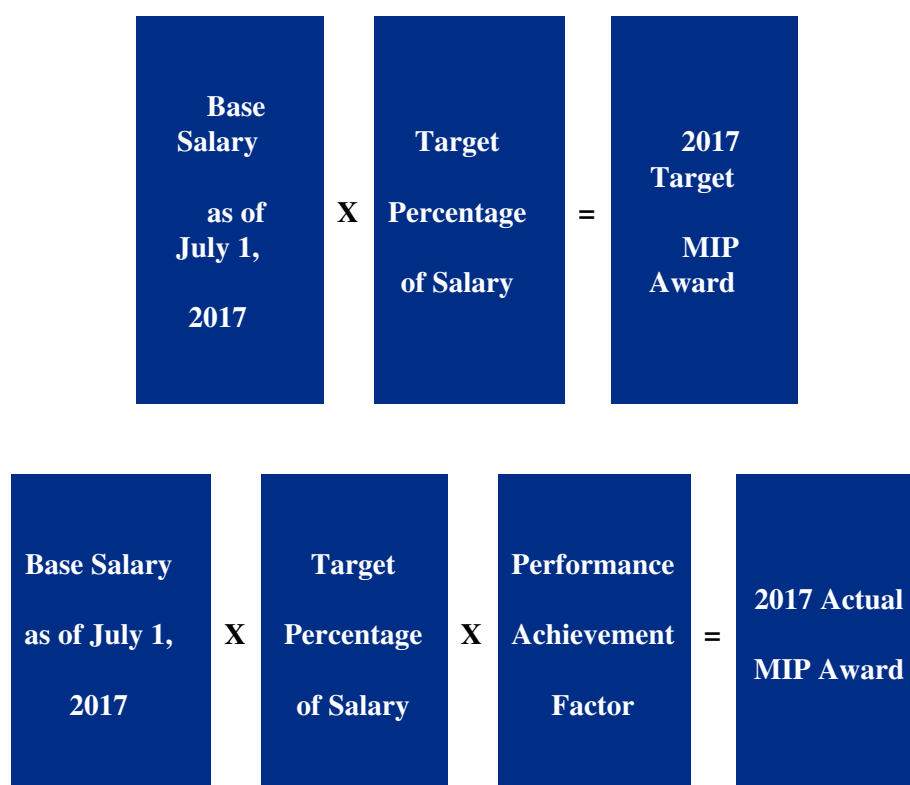 Base
Salary
as of
July 1,
2017
X
Target
Percentage
of Salary
=
2017
Target
MIP
Award
Base Salary
as of July 1,
2017
X
Target
Percentage
of Salary
X
Performance
Achievement
Factor
=
2017 Actual
MIP Award